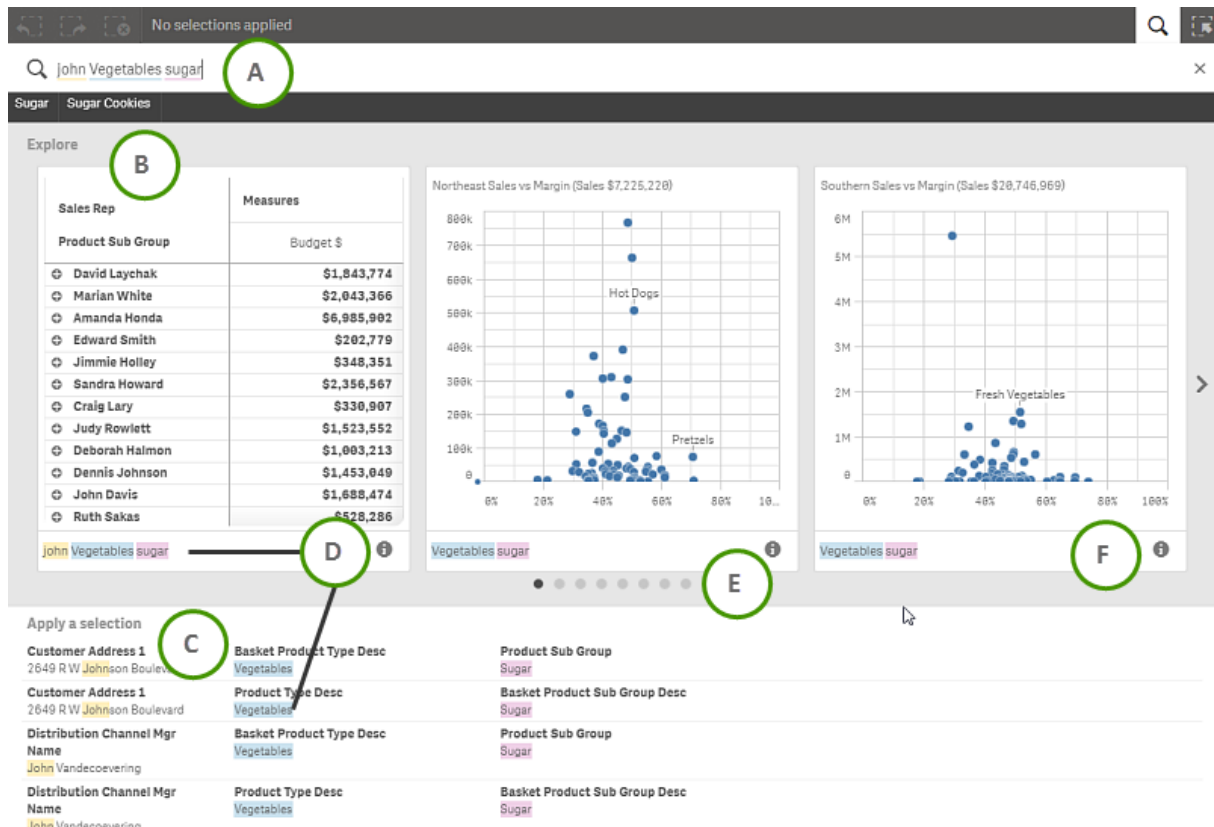 No selections applied
john Vegetables sugar
A
Sugar Sugar Cookies
Explore
B
Sales Rep
Measures
Product Sub Group
Budget $
David Laychak $1,843,774
Marian White $2,043,366
Amanda Honda $6,985,902
Edward Smith $202,779
Jimmie Holley $348,351
Sandra Howard $2,356,567
Craig Lary $330,907
Judy Rowlett $1,523,552
Deborah Halmon $1,003,213
Dennis Johnson $1,453,049
John Davis $1,688,474
Ruth Sakas $528,286
john Vegetables sugar
D
Northeast Sales vs Margin (Sales $7,225,220)
800k
700k
600k
Hot Dogs
500k
400k
300k
200k
Pretzels
100k
0
0% 20% 40% 60% 80% 10...
Vegetables sugar
E
Southern Sales vs Margin (Sales $20,746,969)
6M
5M
4M
3M
2M
Fresh Vegetables
1M
0
0% 20% 40% 60% 80% 100%
Vegetables sugar
F
Apply a selection
C
Customer Address 1 Basket Product Type Desc Product Sub Group
2649 R W Johnson Boulev Vegetables Sugar
Customer Address 1 Product Type Desc Basket Product Sub Group Desc
2649 R W Johnson Boulevard Vegetables Sugar
Distribution Channel Mgr Basket Product Type Desc Product Sub Group
Name Vegetables Sugar
John Vandecoevering
Distribution Channel Mgr Product Type Desc Basket Product Sub Group Desc
Name Vegetables Sugar
John Vandecoevering